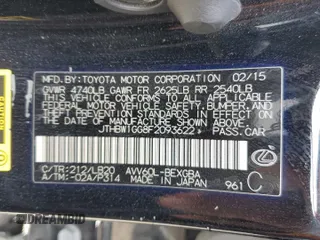 MFD. BY: TOYOTA MOTOR CORPORATION 02/15
GVWR 4740LB GAWR FR 2625LB RR 2540LB
THIS VEHICLE CONFORMS TO ALL APPLICABLE
FEDERAL MOTOR VEHICLE SAFETY, BUMPER, AND
THEFT PREVENTION STANDARDS IN EFFECT ON
THE DATE OF MANUFACTURE SHOWN ABOVE.
JTHBW1GG8F2093622 PASS. CAR
C/TR:212/LB20 AVV60L-BEXGBA
A/TM:-02A/P314 MADE IN JAPAN 961 C